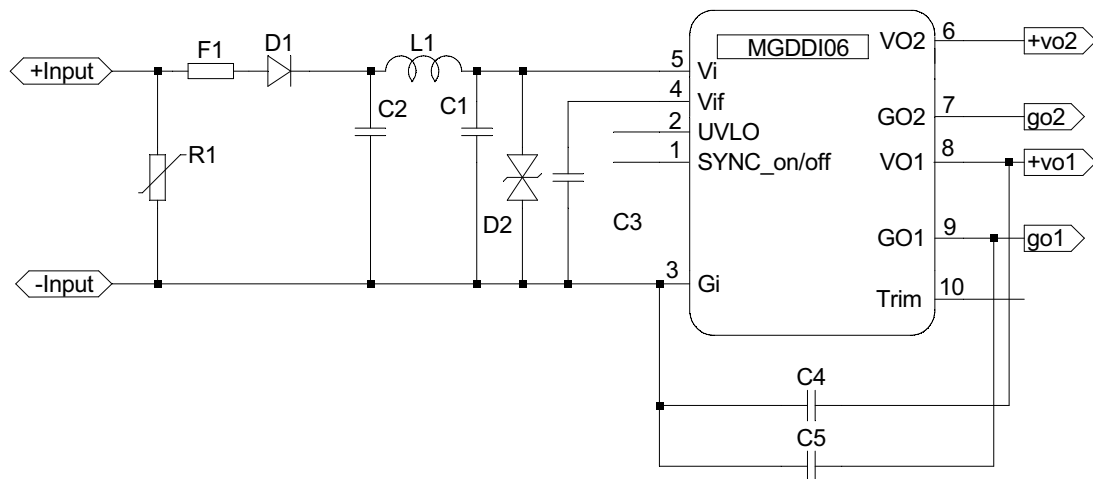 F1
D1
L1
MGDDI06
+Input
C2
C1
R1
D2
C3
-Input
5
Vi
4
Vif
2
UVLO
1
SYNC_on/off
3
Gi
VO2
6
+vo2
GO2
7
go2
VO1
8
+vo1
GO1
9
go1
Trim
10
C4
C5